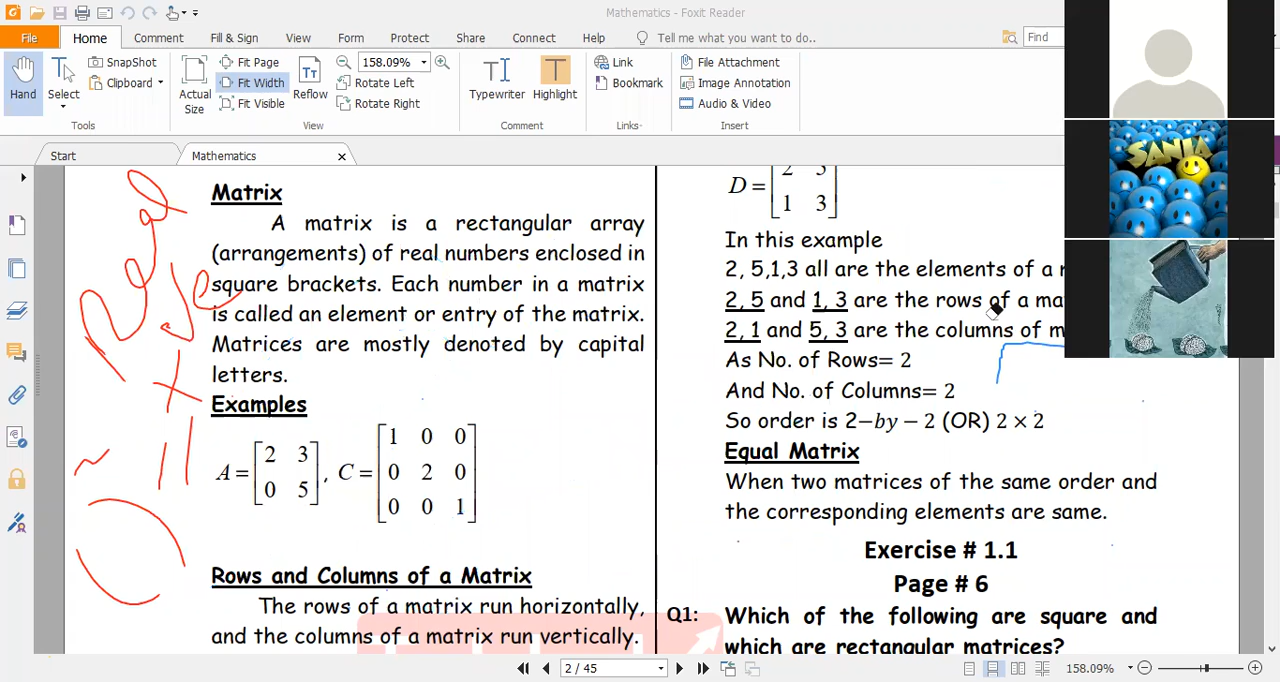 Mathematics - Foxit Reader
File
Home
Comment
Fill & Sign
View
Form
Protect
Share
Connect
Help
Tell me what you want to do..
Find
Hand
Select
SnapShot
Clipboard
Actual
Size
Fit Page
Fit Width
Fit Visible
Reflow
158.09%
Rotate Left
Rotate Right
Typewriter
Highlight
Link
Bookmark
File Attachment
Image Annotation
Audio & Video
Tools
View
Comment
Links
Insert
Start
Mathematics
SANIA
Real
Matrix
A matrix is a rectangular array
(arrangements) of real numbers enclosed in
square brackets. Each number in a matrix
is called an element or entry of the matrix.
Matrices are mostly denoted by capital
letters.
Examples
A = [2 3
0 5], C = [1 0 0
0 2 0
0 0 1]
Rows and Columns of a Matrix
The rows of a matrix run horizontally,
and the columns of a matrix run vertically.
D = [2 5
1 3]
In this example
2, 5,1,3 all are the elements of a
2, 5 and 1, 3 are the rows of a ma
2, 1 and 5, 3 are the columns of m
As No. of Rows= 2
And No. of Columns= 2
So order is 2−by − 2 (OR) 2 × 2
Equal Matrix
When two matrices of the same order and
the corresponding elements are same.
Exercise # 1.1
Page # 6
Q1: Which of the following are square and
which are rectangular matrices?
2 / 45
158.09%